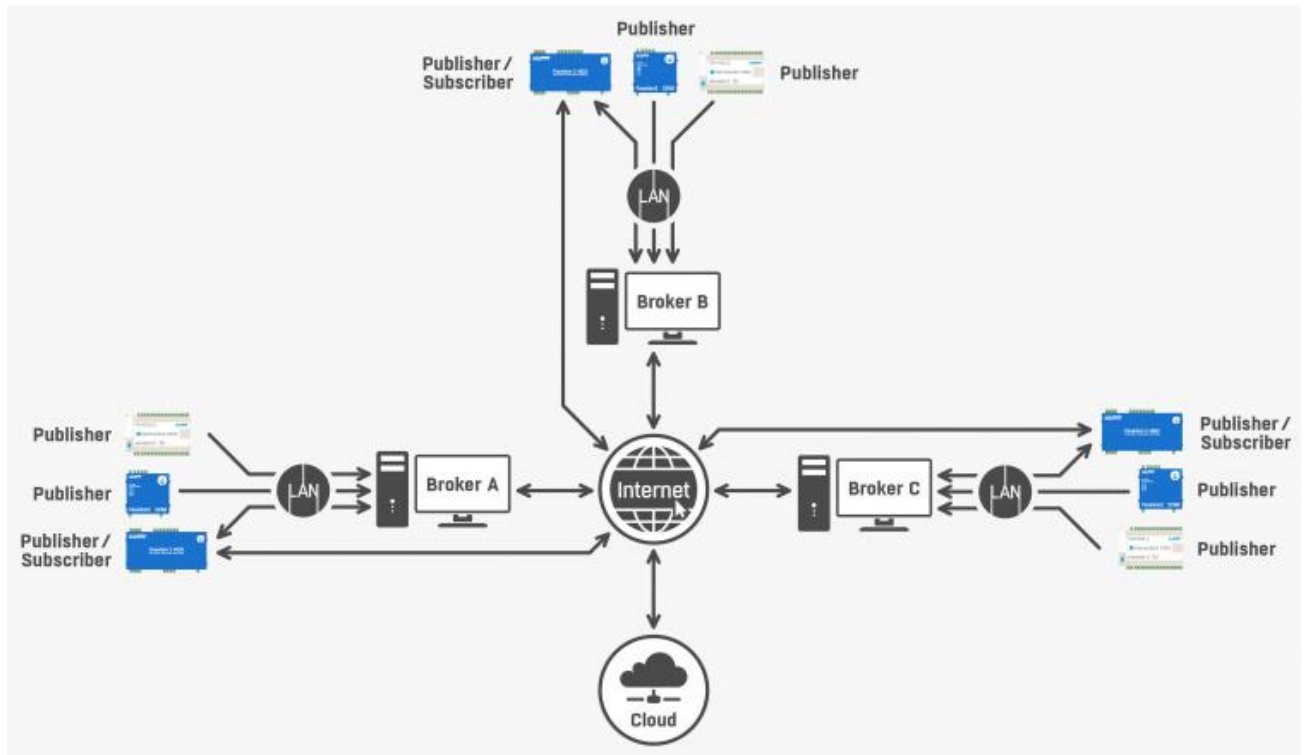 Publisher
Publisher /
Subscriber
Publisher
LAN
Broker B
Publisher
Publisher
Publisher /
Subscriber
LAN
Broker A
Internet
Broker C
LAN
Publisher /
Subscriber
Publisher
Publisher
Cloud